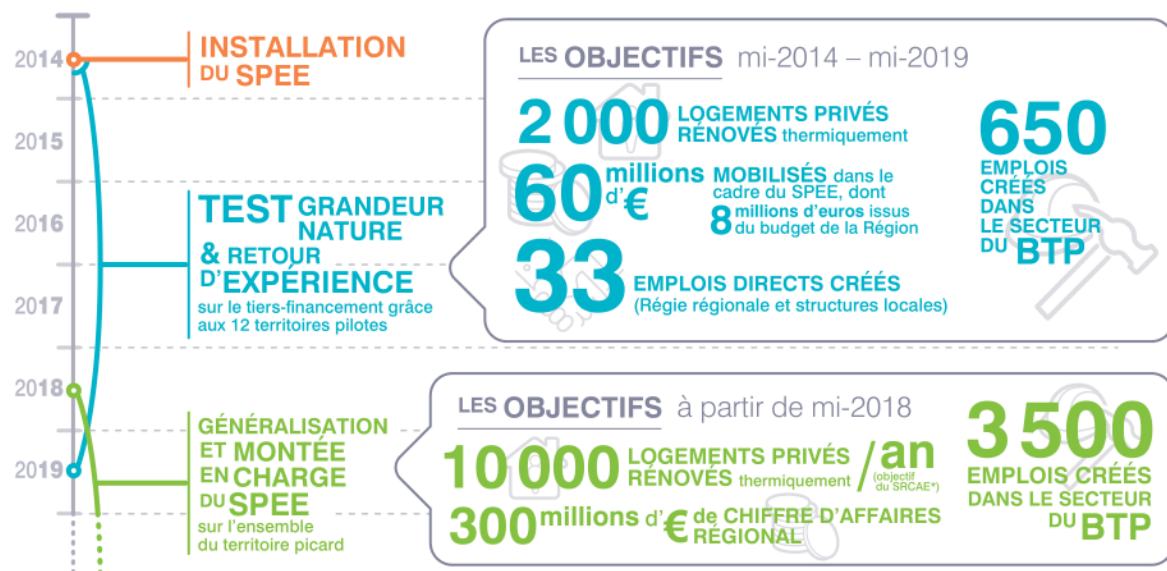 2014
2015
2016
2017
2018
2019
INSTALLATION
DU SPEE
TEST GRANDEUR
NATURE
& RETOUR
D'EXPÉRIENCE
sur le tiers-financement grâce
aux 12 territoires pilotes
LES OBJECTIFS mi-2014 – mi-2019
2 000 LOGEMENTS PRIVÉS
RÉNOVÉS thermiquement
60 millions d'€ MOBILISÉS dans le
cadre du SPEE, dont
8 millions d'euros issus
du budget de la Région
33 EMPLOIS DIRECTS CRÉÉS
(Régie régionale et structures locales)
650
EMPLOIS
CRÉÉS
DANS
LE SECTEUR
DU BTP
GÉNÉRALISATION
ET MONTÉE
EN CHARGE
DU SPEE
sur l'ensemble
du territoire picard
LES OBJECTIFS à partir de mi-2018
10 000 LOGEMENTS PRIVÉS
RÉNOVÉS thermiquement
/an
(objectif
du SRCAE*)
300 millions d'€ de CHIFFRE D'AFFAIRES
RÉGIONAL
3 500
EMPLOIS CRÉÉS
DANS LE SECTEUR
DU BTP